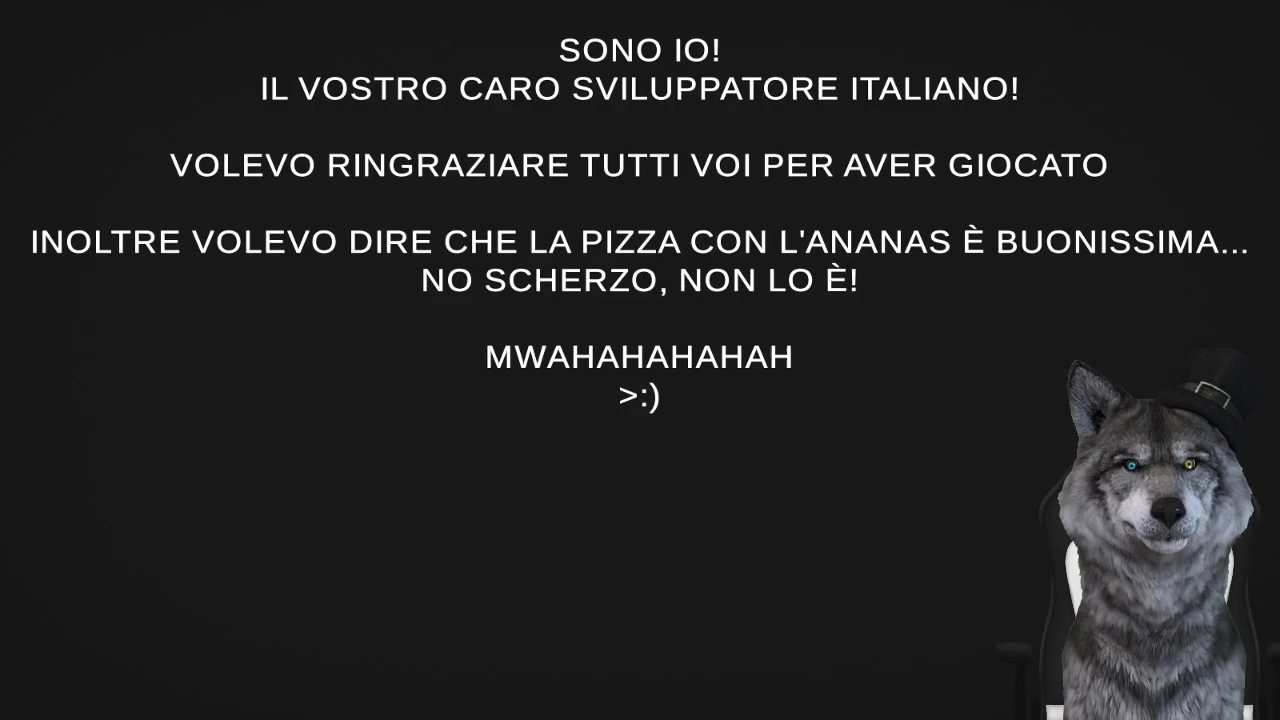 SONO IO!
IL VOSTRO CARO SVILUPPATORE ITALIANO!
VOLEVO RINGRAZIARE TUTTI VOI PER AVER GIOCATO
INOLTRE VOLEVO DIRE CHE LA PIZZA CON L'ANANAS È BUONISSIMA...
NO SCHERZO, NON LO È!
MWAHAHAHAHAH
>:)